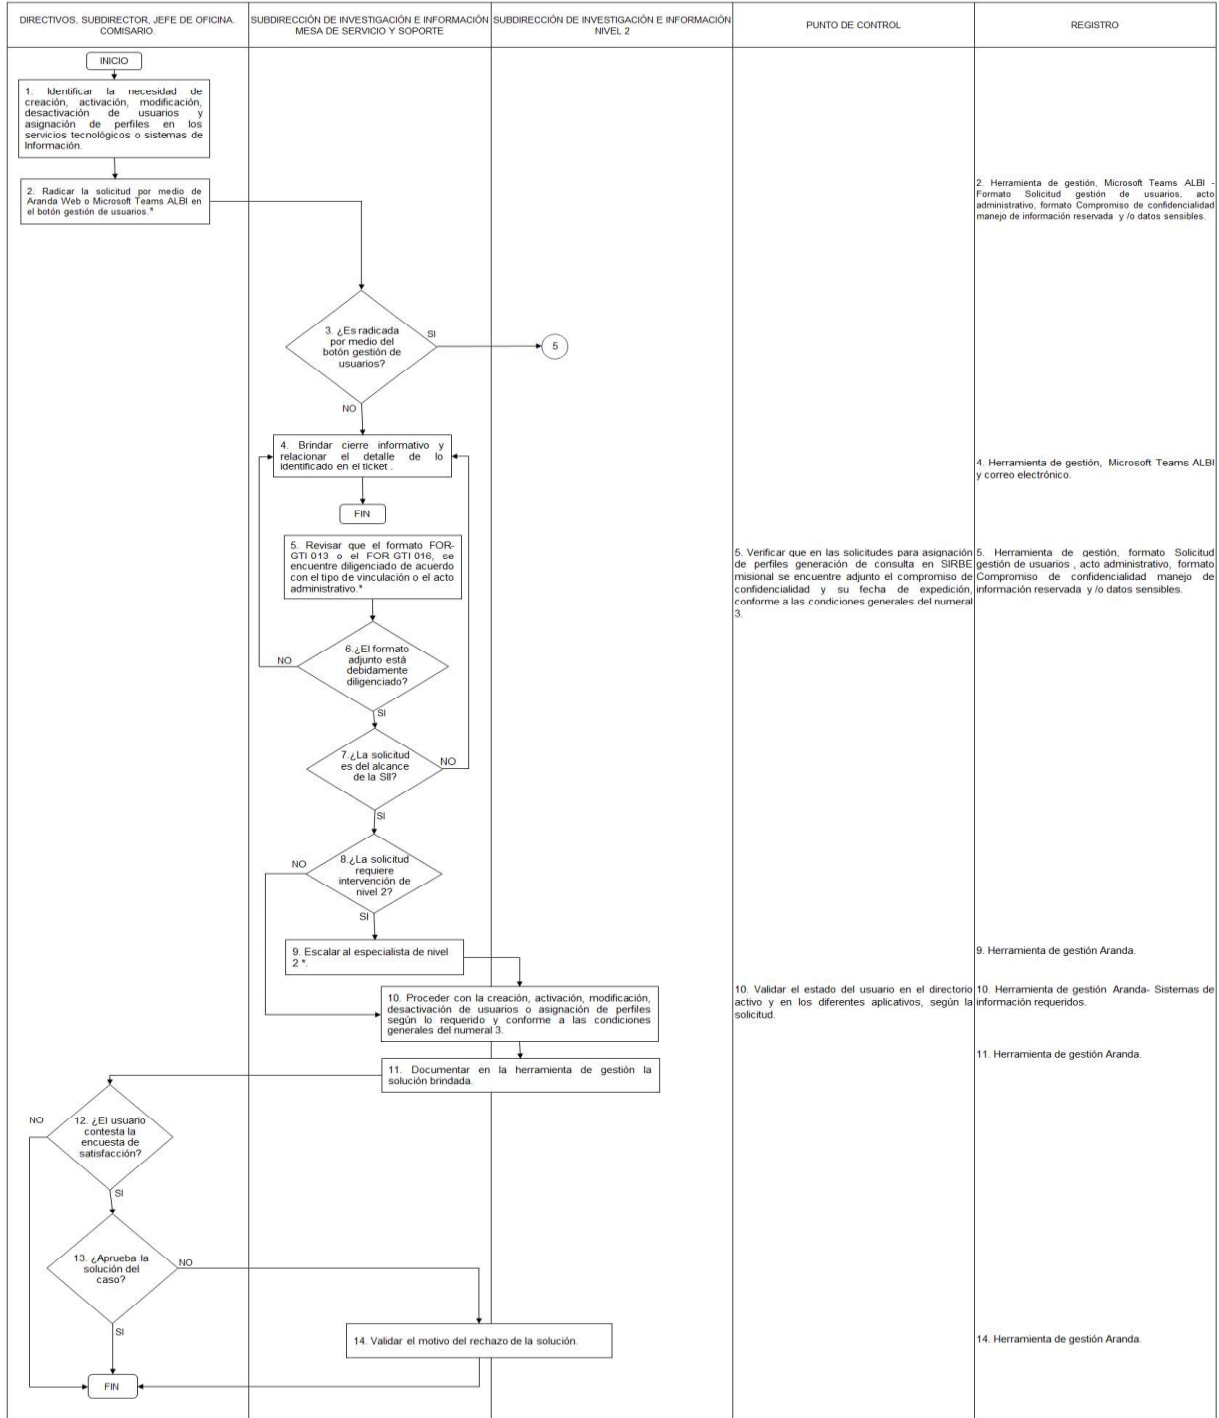 DIRECTIVOS, SUBDIRECTOR, JEFE DE OFICINA.
COMISARIO.
SUBDIRECCIÓN DE INVESTIGACIÓN E INFORMACIÓN
MESA DE SERVICIO Y SOPORTE
SUBDIRECCIÓN DE INVESTIGACIÓN E INFORMACIÓN
NIVEL 2
PUNTO DE CONTROL
REGISTRO
INICIO
1. Identificar la necesidad de
creación, activación, modificación,
desactivación de usuarios y
asignación de perfiles en los
servicios tecnológicos o sistemas de
Información.
2. Radicar la solicitud por medio de
Aranda Web o Microsoft Teams ALBI en
el botón gestión de usuarios.*
2. Herramienta de gestión, Microsoft Teams ALBI -
Formato Solicitud gestión de usuarios, acto
administrativo, formato Compromiso de confidencialidad
manejo de información reservada y /o datos sensibles.
3. ¿Es radicada
por medio del
botón gestión de
usuarios?
SI
5
NO
4. Brindar cierre informativo y
relacionar el detalle de lo
identificado en el ticket .
4. Herramienta de gestión, Microsoft Teams ALBI
y correo electrónico.
FIN
5. Revisar que el formato FOR-
GTI 013 o el FOR GTI 016, se
encuentre diligenciado de acuerdo
con el tipo de vinculación o el acto
administrativo.*
5. Verificar que en las solicitudes para asignación
de perfiles generación de consulta en SIRBE
misional se encuentre adjunto el compromiso de
confidencialidad y su fecha de expedición,
conforme a las condiciones generales del numeral
3.
5. Herramienta de gestión, formato Solicitud
gestión de usuarios , acto administrativo, formato
Compromiso de confidencialidad manejo de
información reservada y /o datos sensibles.
6.¿El formato
adjunto está
debidamente
diligenciado?
NO
SI
7.¿La solicitud
es del alcance
de la SII?
NO
SI
8.¿La solicitud
requiere
intervención de
nivel 2?
NO
SI
9. Escalar al especialista de nivel
2 *.
9. Herramienta de gestión Aranda.
10. Proceder con la creación, activación, modificación,
desactivación de usuarios o asignación de perfiles
según lo requerido y conforme a las condiciones
generales del numeral 3.
10. Validar el estado del usuario en el directorio
activo y en los diferentes aplicativos, según la
solicitud.
10. Herramienta de gestión Aranda- Sistemas de
información requeridos.
11. Documentar en la herramienta de gestión la
solución brindada.
11. Herramienta de gestión Aranda.
12. ¿El usuario
contesta la
encuesta de
satisfacción?
NO
SI
13. ¿Aprueba la
solución del
caso?
NO
SI
14. Validar el motivo del rechazo de la solución.
14. Herramienta de gestión Aranda.
FIN